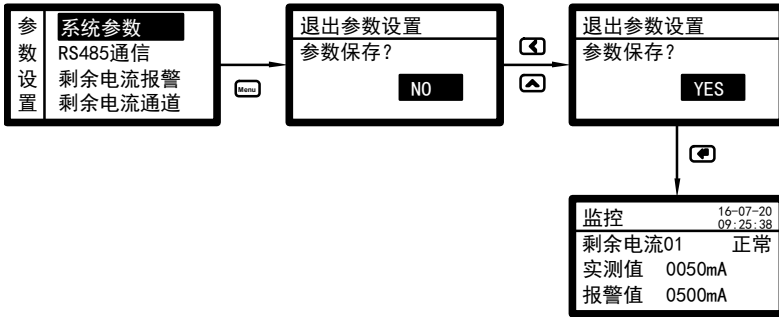 参数设置
系统参数
RS485通信
剩余电流报警
剩余电流通道
Menu
退出参数设置
参数保存?
NO
退出参数设置
参数保存?
YES
监控
16-07-20
09:25:38
剩余电流01 正常
实测值 0050mA
报警值 0500mA